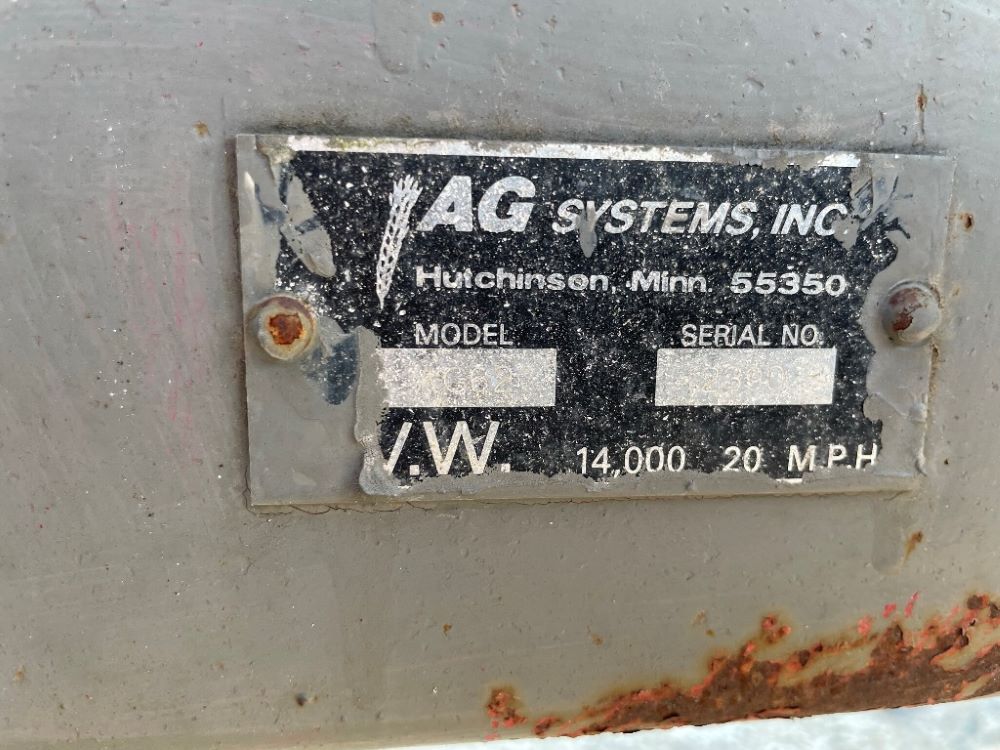 AG SYSTEMS, INC
Hutchinson, Minn. 55350
MODEL SERIAL NO.
V.W. 14,000 20 M.P.H